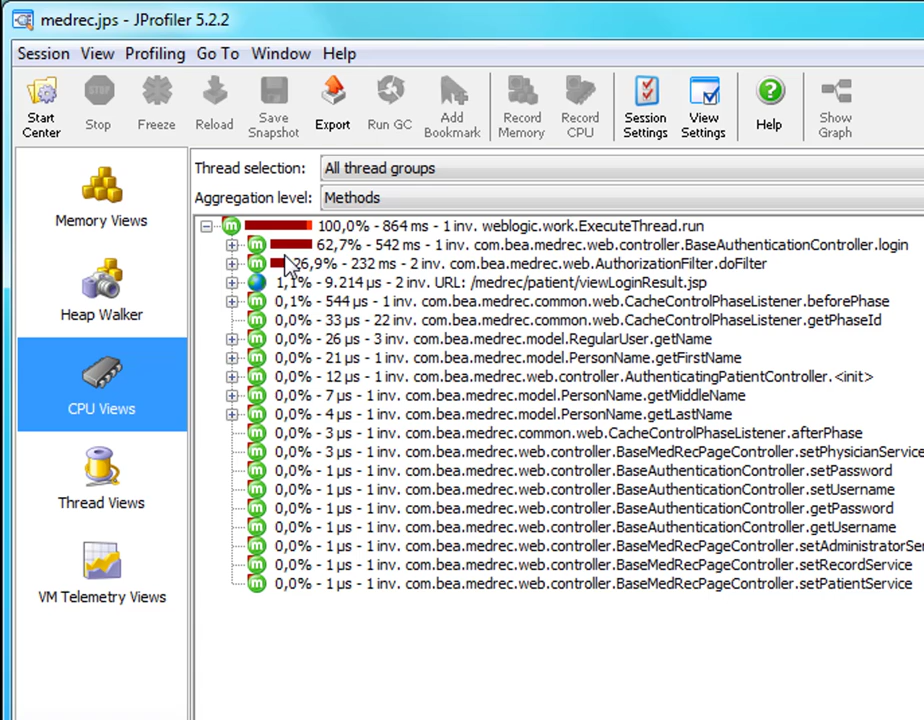 medrec.jps - JProfiler 5.2.2
Session View Profiling Go To Window Help
Start Center
Stop
Freeze
Reload
Save Snapshot
Export
Run GC
Add Bookmark
Record Memory
Record CPU
Session Settings
View Settings
Help
Show Graph
Memory Views
Heap Walker
CPU Views
Thread Views
VM Telemetry Views
Thread selection: All thread groups
Aggregation level: Methods
100,0% - 864 ms - 1 inv. weblogic.work.ExecuteThread.run
62,7% - 542 ms - 1 inv. com.bea.medrec.web.controller.BaseAuthenticationController.login
26,9% - 232 ms - 2 inv. com.bea.medrec.web.AuthorizationFilter.doFilter
1,1% - 9.214 µs - 2 inv. URL: /medrec/patient/viewLoginResult.jsp
0,1% - 544 µs - 1 inv. com.bea.medrec.common.web.CacheControlPhaseListener.beforePhase
0,0% - 33 µs - 22 inv. com.bea.medrec.common.web.CacheControlPhaseListener.getPhaseId
0,0% - 26 µs - 3 inv. com.bea.medrec.model.RegularUser.getName
0,0% - 21 µs - 1 inv. com.bea.medrec.model.PersonName.getFirstName
0,0% - 12 µs - 1 inv. com.bea.medrec.web.controller.AuthenticatingPatientController.<init>
0,0% - 7 µs - 1 inv. com.bea.medrec.model.PersonName.getMiddleName
0,0% - 4 µs - 1 inv. com.bea.medrec.model.PersonName.getLastName
0,0% - 3 µs - 1 inv. com.bea.medrec.common.web.CacheControlPhaseListener.afterPhase
0,0% - 3 µs - 1 inv. com.bea.medrec.web.controller.BaseMedRecPageController.setPhysicianService
0,0% - 1 µs - 1 inv. com.bea.medrec.web.controller.BaseAuthenticationController.setPassword
0,0% - 1 µs - 1 inv. com.bea.medrec.web.controller.BaseAuthenticationController.setUsername
0,0% - 1 µs - 1 inv. com.bea.medrec.web.controller.BaseAuthenticationController.getPassword
0,0% - 1 µs - 1 inv. com.bea.medrec.web.controller.BaseAuthenticationController.getUsername
0,0% - 1 µs - 1 inv. com.bea.medrec.web.controller.BaseMedRecPageController.setAdministratorSer
0,0% - 1 µs - 1 inv. com.bea.medrec.web.controller.BaseMedRecPageController.setRecordService
0,0% - 1 µs - 1 inv. com.bea.medrec.web.controller.BaseMedRecPageController.setPatientService